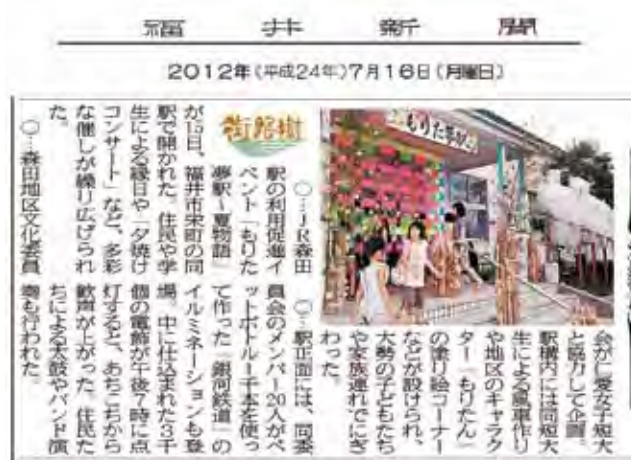 福井新聞
2012年(平成24年)7月16日(月曜日)
街路樹
もりた夢駅
○…JR森田
駅の利用促進イ
ベント「もりた
夢駅～夏物語」
が15日、福井市栄町の同
駅で開かれた。住民や学
生による縁日や「夕焼け
コンサート」など、多彩
な催しが繰り広げられ
た。
○…森田地区文化委員
会が仁愛女子短大
と協力して企画。
駅構内には同短大
生による風車作り
や地区のキャラク
ター「もりたん」
の塗り絵コーナー
などが設けられ、
大勢の子どもたち
や家族連れでにぎ
わった。
○…駅正面には、同委
員会のメンバー20人がペ
ットボトル1千本を使っ
て作った「銀河鉄道」の
イルミネーションも登
場。中に仕込まれた3千
個の電飾が午後7時に点
灯すると、あちこちから
歓声が上がった。住民た
ちによる太鼓やバンド演
奏も行われた。